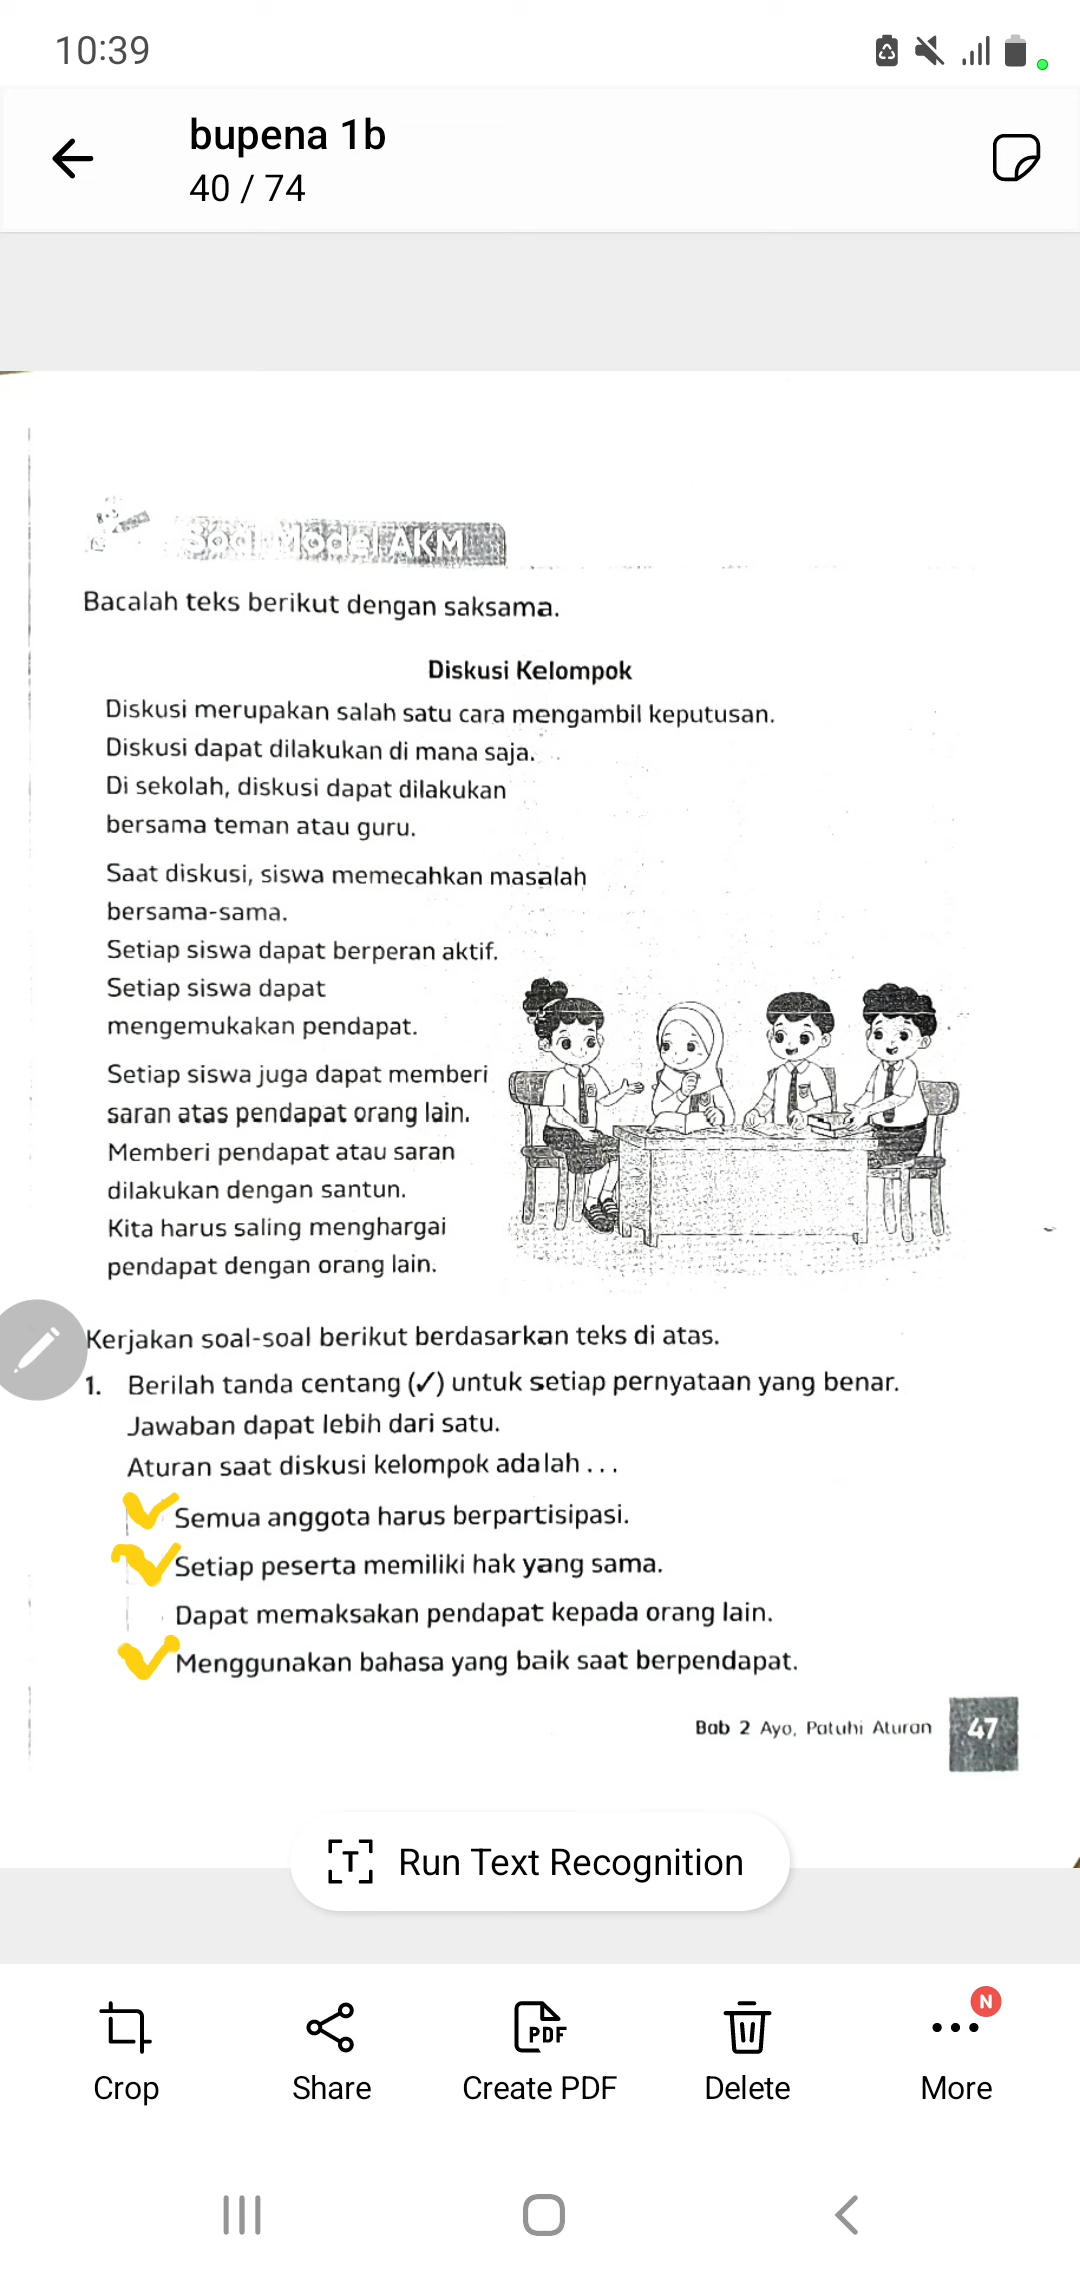 10:39
bupena 1b
40 / 74
Soal Model AKM
Bacalah teks berikut dengan saksama.
Diskusi Kelompok
Diskusi merupakan salah satu cara mengambil keputusan.
Diskusi dapat dilakukan di mana saja.
Di sekolah, diskusi dapat dilakukan
bersama teman atau guru.
Saat diskusi, siswa memecahkan masalah
bersama-sama.
Setiap siswa dapat berperan aktif.
Setiap siswa dapat
mengemukakan pendapat.
Setiap siswa juga dapat memberi
saran atas pendapat orang lain.
Memberi pendapat atau saran
dilakukan dengan santun.
Kita harus saling menghargai
pendapat dengan orang lain.
Kerjakan soal-soal berikut berdasarkan teks di atas.
1. Berilah tanda centang (✓) untuk setiap pernyataan yang benar.
Jawaban dapat lebih dari satu.
Aturan saat diskusi kelompok adalah . . .
✓ Semua anggota harus berpartisipasi.
✓ Setiap peserta memiliki hak yang sama.
Dapat memaksakan pendapat kepada orang lain.
✓ Menggunakan bahasa yang baik saat berpendapat.
Bab 2 Ayo, Patuhi Aturan 47
[T] Run Text Recognition
N
PDF
Crop Share Create PDF Delete More